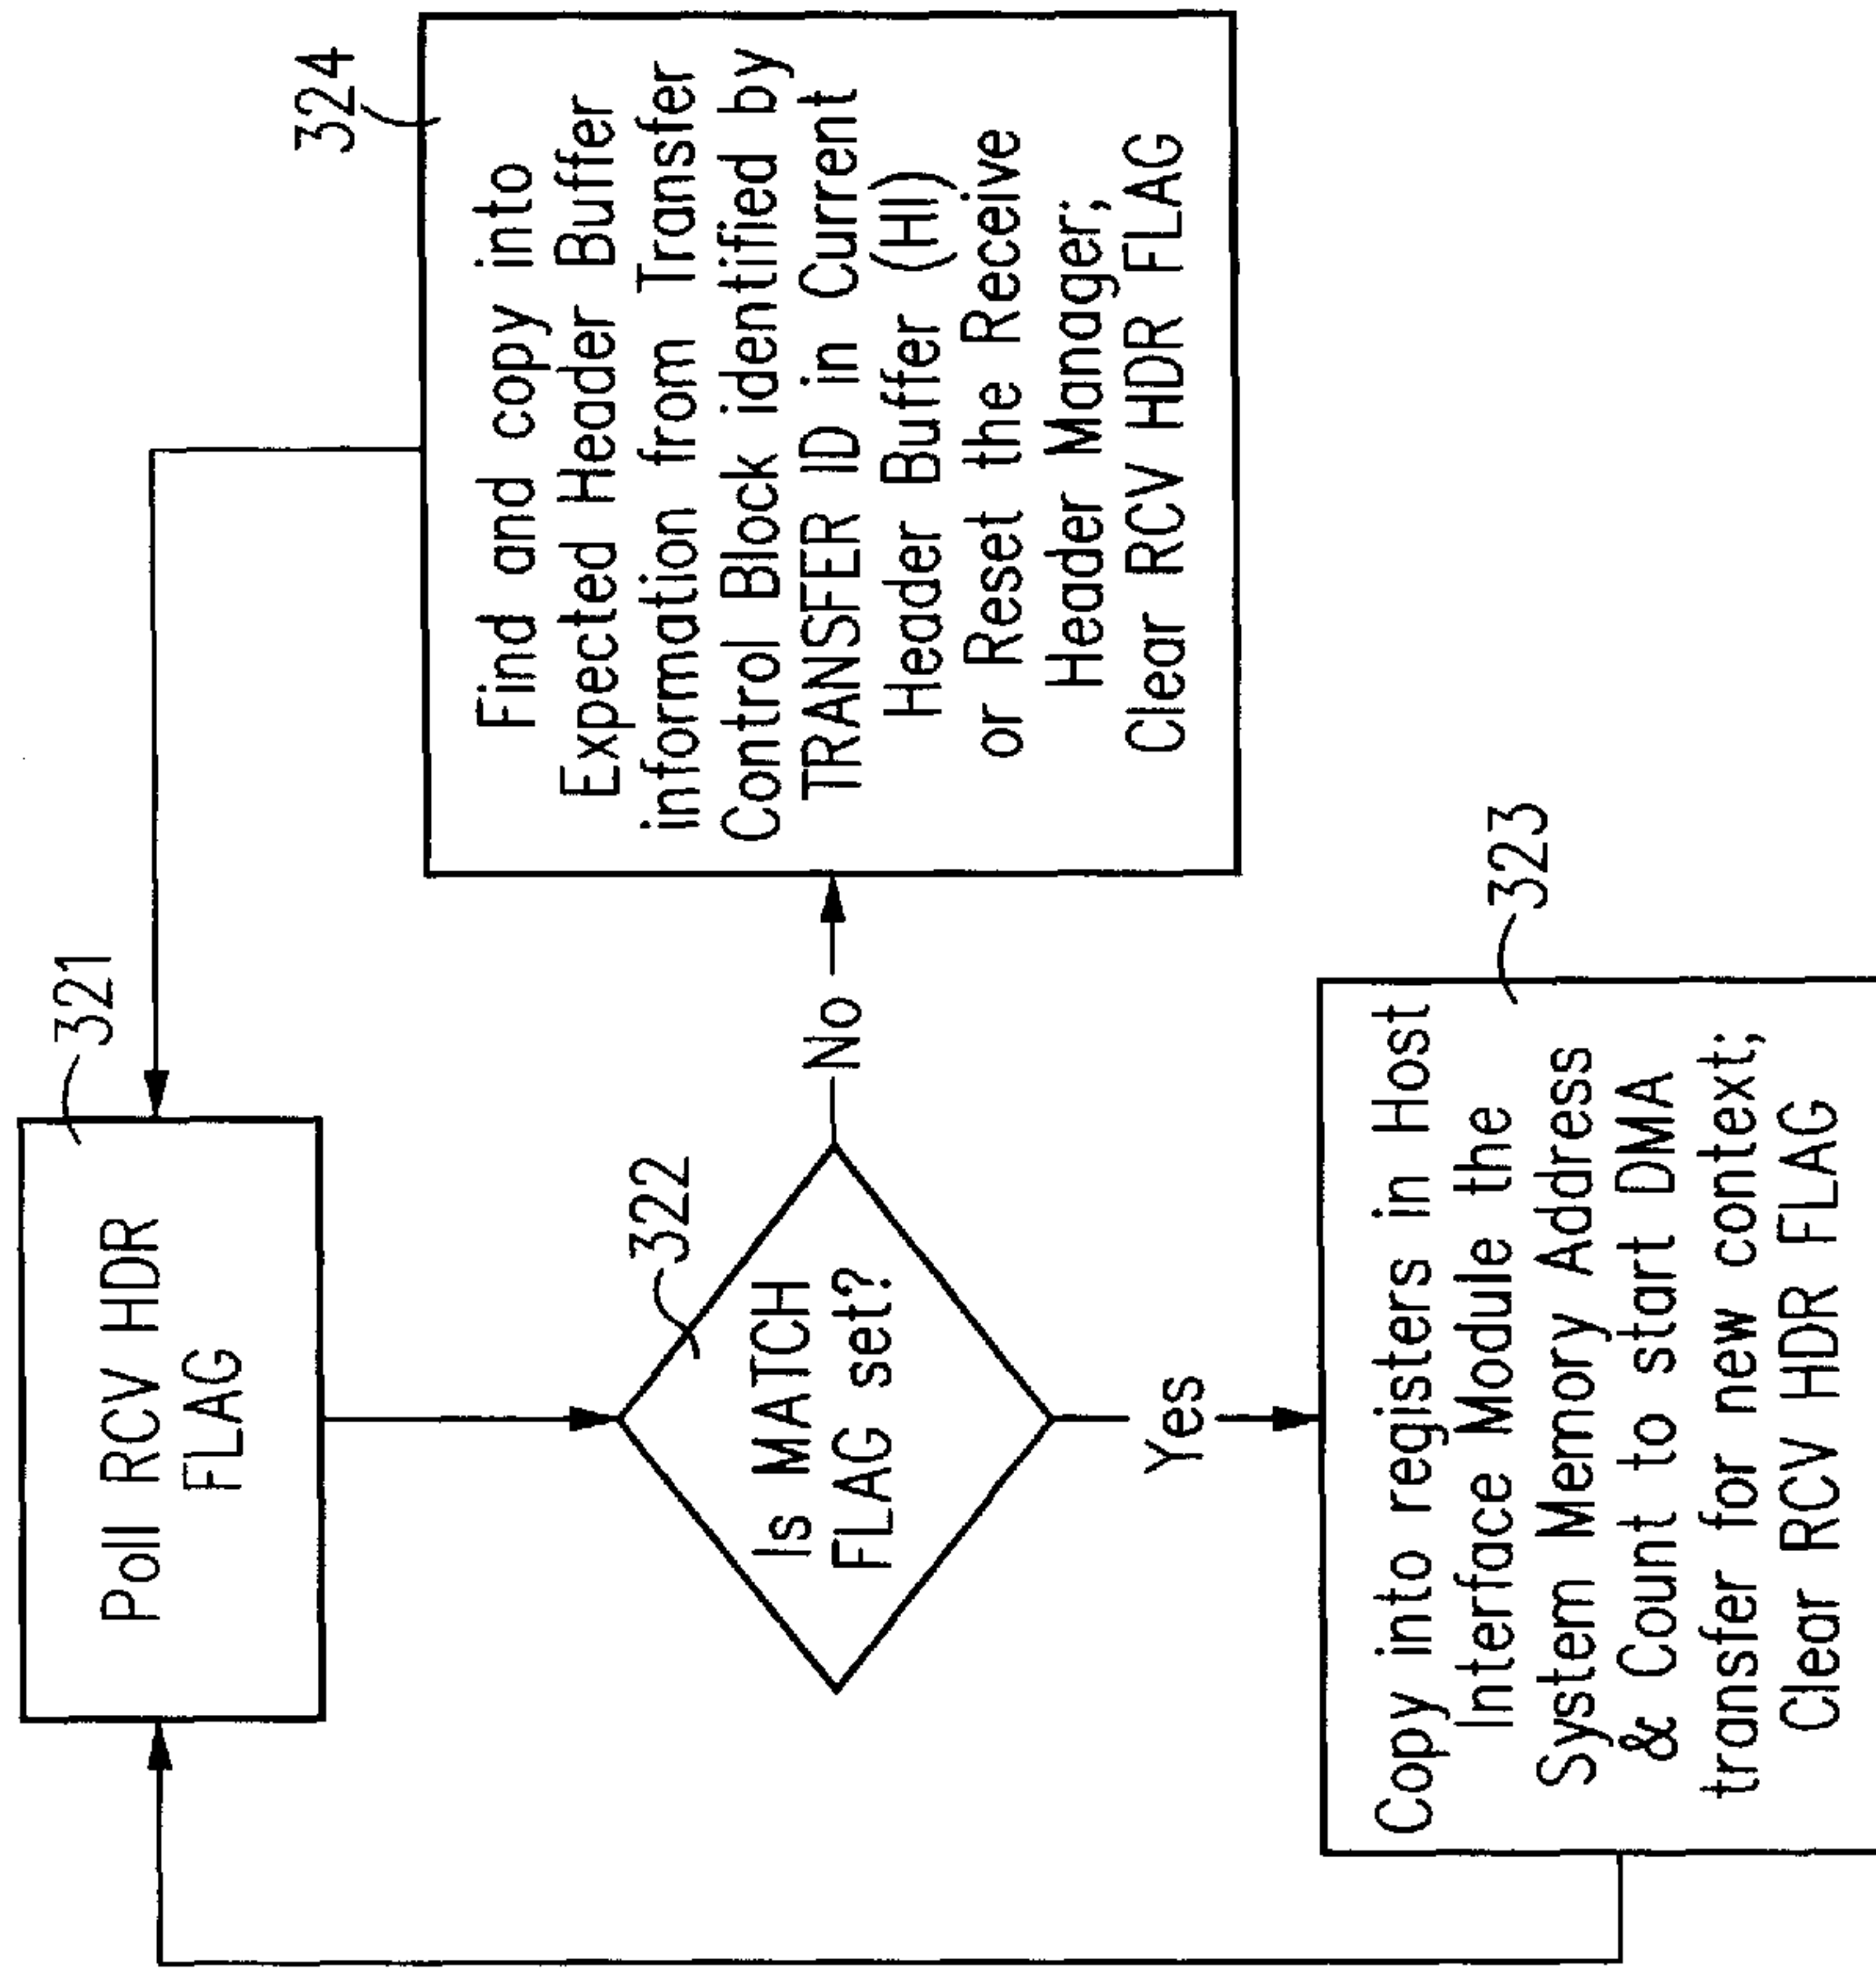 321
Poll RCV HDR
FLAG
322
Is MATCH
FLAG set?
No
324
Find and copy into
Expected Header Buffer
information from Transfer
Control Block identified by
TRANSFER ID in Current
Header Buffer (HI)
or Reset the Receive
Header Manager;
Clear RCV HDR FLAG
Yes
323
Copy into registers in Host
Interface Module the
System Memory Address
& Count to start DMA
transfer for new context;
Clear RCV HDR FLAG